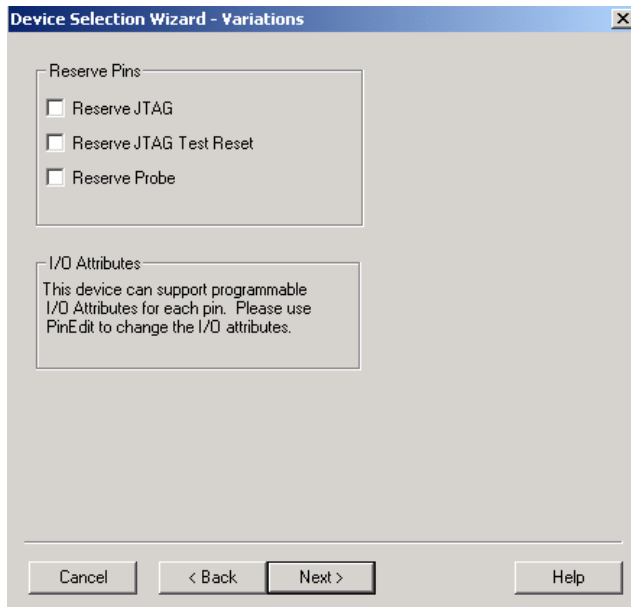 Device Selection Wizard - Variations
Reserve Pins
Reserve JTAG
Reserve JTAG Test Reset
Reserve Probe
I/O Attributes
This device can support programmable
I/O Attributes for each pin. Please use
PinEdit to change the I/O attributes.
Cancel
< Back
Next >
Help